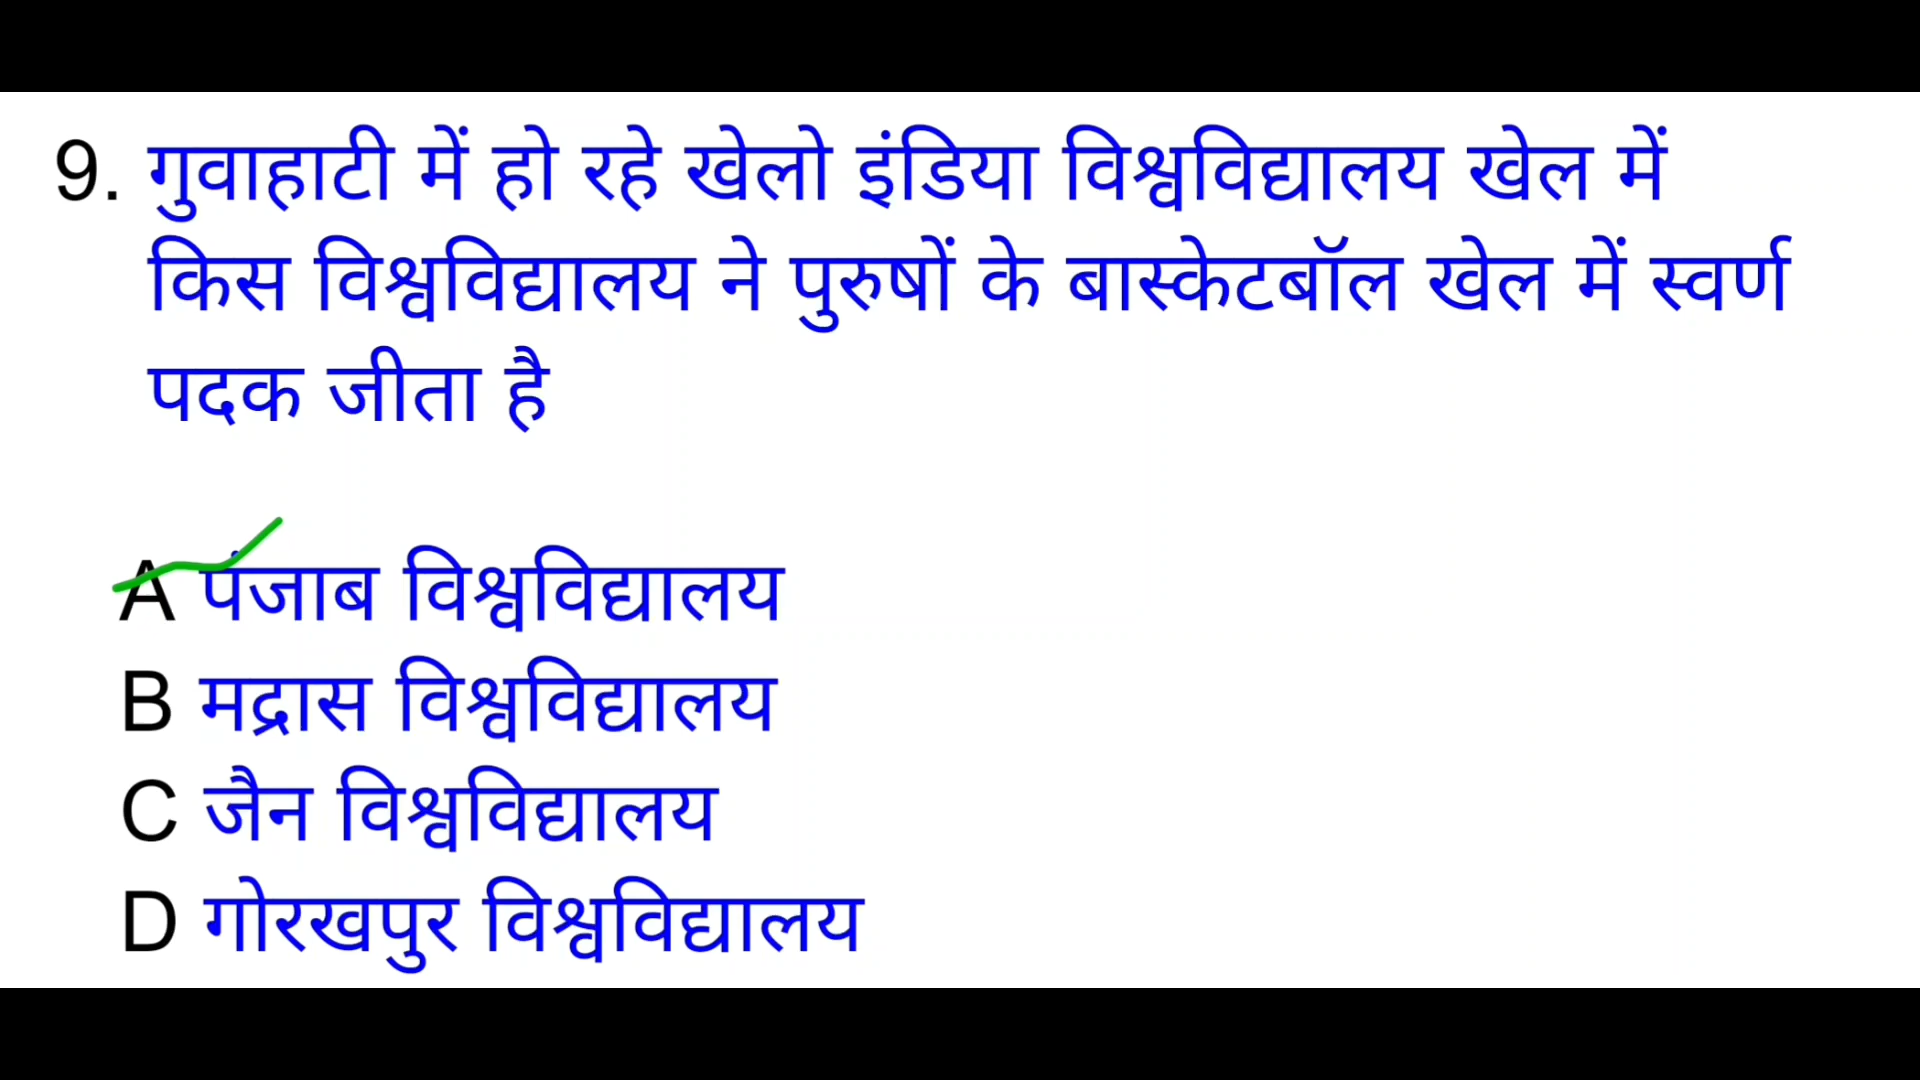 9. गुवाहाटी में हो रहे खेलो इंडिया विश्वविद्यालय खेल में
किस विश्वविद्यालय ने पुरुषों के बास्केटबॉल खेल में स्वर्ण
पदक जीता है
A पंजाब विश्वविद्यालय
B मद्रास विश्वविद्यालय
C जैन विश्वविद्यालय
D गोरखपुर विश्वविद्यालय